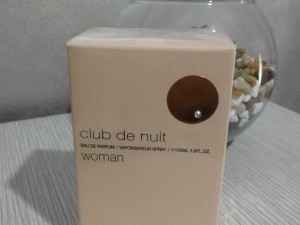 club de nuit
EAU DE PARFUM | VAPORISATEUR SPRAY | 105ML 3.6FL.OZ
woman